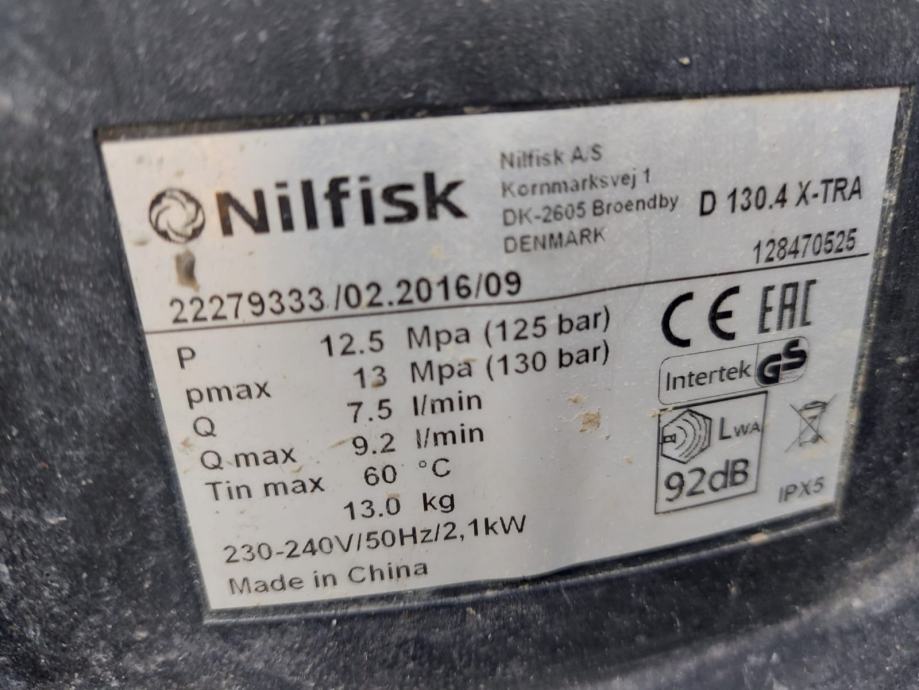 Nilfisk
Nilfisk A/S
Kornmarksvej 1
DK-2605 Broendby
DENMARK
D 130.4 X-TRA
128470525
22279333/02.2016/09
P 12.5 Mpa (125 bar)
pmax 13 Mpa (130 bar)
Q 7.5 l/min
Q max 9.2 l/min
Tin max 60 °C
13.0 kg
230-240V/50Hz/2,1kW
Made in China
CE EAC
Intertek GS
LWA
92dB
IPX5